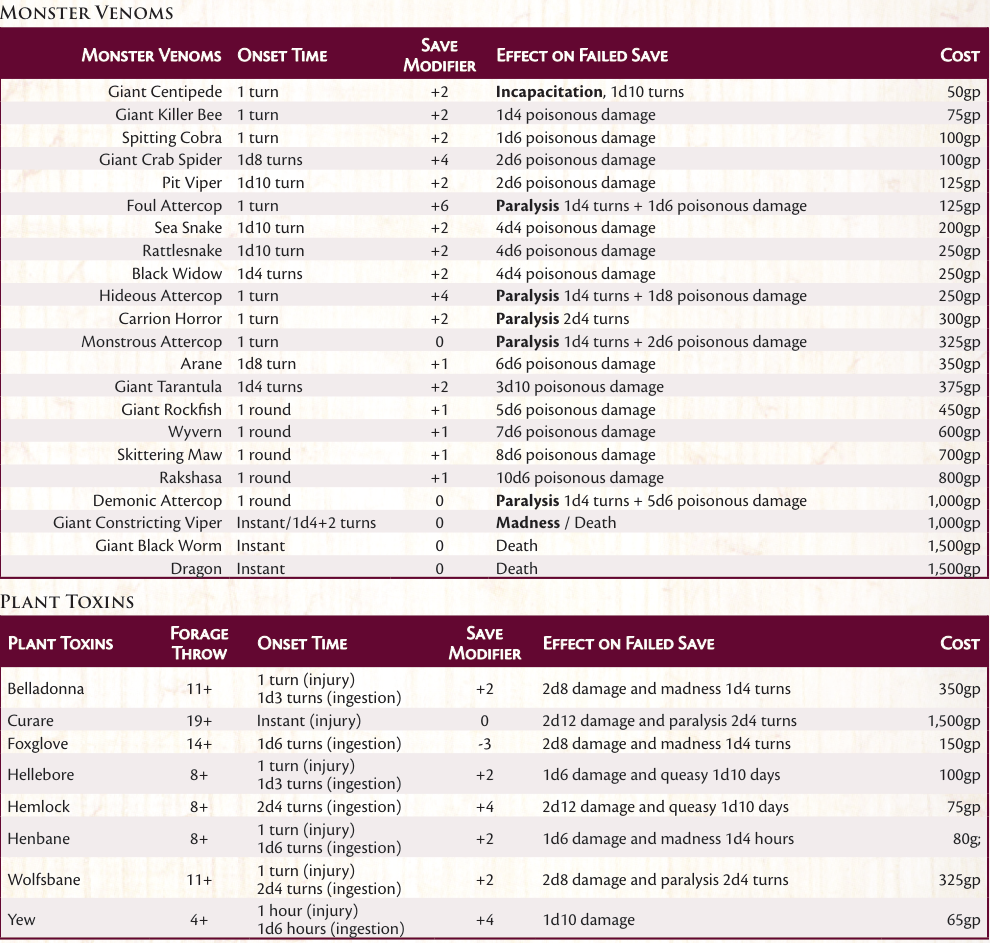 Monster Venoms
Monster Venoms Onset Time Save Modifier Effect on Failed Save Cost
Giant Centipede 1 turn +2 Incapacitation, 1d10 turns 50gp
Giant Killer Bee 1 turn +2 1d4 poisonous damage 75gp
Spitting Cobra 1 turn +2 1d6 poisonous damage 100gp
Giant Crab Spider 1d8 turns +4 2d6 poisonous damage 100gp
Pit Viper 1d10 turn +2 2d6 poisonous damage 125gp
Foul Attercop 1 turn +6 Paralysis 1d4 turns + 1d6 poisonous damage 125gp
Sea Snake 1d10 turn +2 4d4 poisonous damage 200gp
Rattlesnake 1d10 turn +2 4d6 poisonous damage 250gp
Black Widow 1d4 turns +2 4d4 poisonous damage 250gp
Hideous Attercop 1 turn +4 Paralysis 1d4 turns + 1d8 poisonous damage 250gp
Carrion Horror 1 turn +2 Paralysis 2d4 turns 300gp
Monstrous Attercop 1 turn 0 Paralysis 1d4 turns + 2d6 poisonous damage 325gp
Arane 1d8 turn +1 6d6 poisonous damage 350gp
Giant Tarantula 1d4 turns +2 3d10 poisonous damage 375gp
Giant Rockfish 1 round +1 5d6 poisonous damage 450gp
Wyvern 1 round +1 7d6 poisonous damage 600gp
Skittering Maw 1 round +1 8d6 poisonous damage 700gp
Rakshasa 1 round +1 10d6 poisonous damage 800gp
Demonic Attercop 1 round 0 Paralysis 1d4 turns + 5d6 poisonous damage 1,000gp
Giant Constricting Viper Instant/1d4+2 turns 0 Madness / Death 1,000gp
Giant Black Worm Instant 0 Death 1,500gp
Dragon Instant 0 Death 1,500gp
Plant Toxins
Plant Toxins Forage Throw Onset Time Save Modifier Effect on Failed Save Cost
Belladonna 11+ 1 turn (injury) 1d3 turns (ingestion) +2 2d8 damage and madness 1d4 turns 350gp
Curare 19+ Instant (injury) 0 2d12 damage and paralysis 2d4 turns 1,500gp
Foxglove 14+ 1d6 turns (ingestion) -3 2d8 damage and madness 1d4 turns 150gp
Hellebore 8+ 1 turn (injury) 1d3 turns (ingestion) +2 1d6 damage and queasy 1d10 days 100gp
Hemlock 8+ 2d4 turns (ingestion) +4 2d12 damage and queasy 1d10 days 75gp
Henbane 8+ 1 turn (injury) 1d6 turns (ingestion) +2 1d6 damage and madness 1d4 hours 80g;
Wolfsbane 11+ 1 turn (injury) 2d4 turns (ingestion) +2 2d8 damage and paralysis 2d4 turns 325gp
Yew 4+ 1 hour (injury) 1d6 hours (ingestion) +4 1d10 damage 65gp